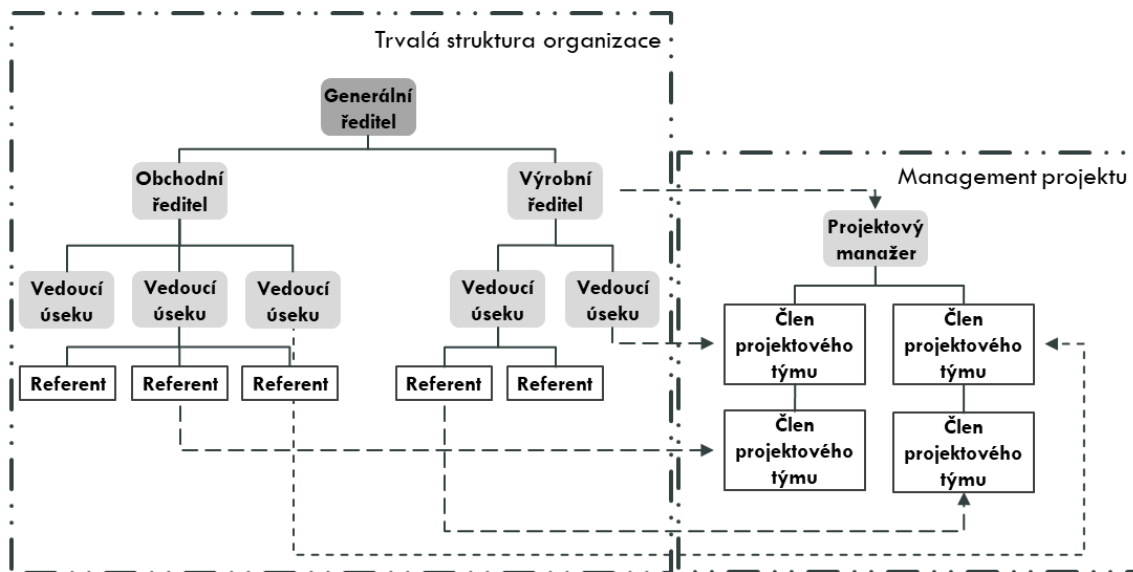 Trvalá struktura organizace
Generální
ředitel
Obchodní
ředitel
Výrobní
ředitel
Vedoucí
úseku
Vedoucí
úseku
Vedoucí
úseku
Vedoucí
úseku
Vedoucí
úseku
Referent
Referent
Referent
Referent
Referent
Management projektu
Projektový
manažer
Člen
projektového
týmu
Člen
projektového
týmu
Člen
projektového
týmu
Člen
projektového
týmu